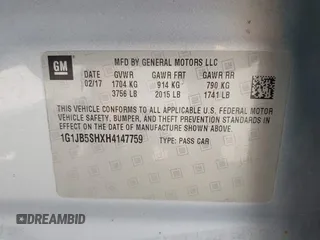 GM
MFD BY GENERAL MOTORS LLC
DATE GVWR GAWR FRT GAWR RR
02/17 1704 KG 914 KG 790 KG
3756 LB 2015 LB 1741 LB
THIS VEHICLE CONFORMS TO ALL APPLICABLE U.S. FEDERAL MOTOR
VEHICLE SAFETY, BUMPER, AND THEFT PREVENTION STANDARDS IN
EFFECT ON THE DATE OF MANUFACTURE SHOWN ABOVE.
1G1JB5SHXH4147759 TYPE: PASS CAR
DREAMBID